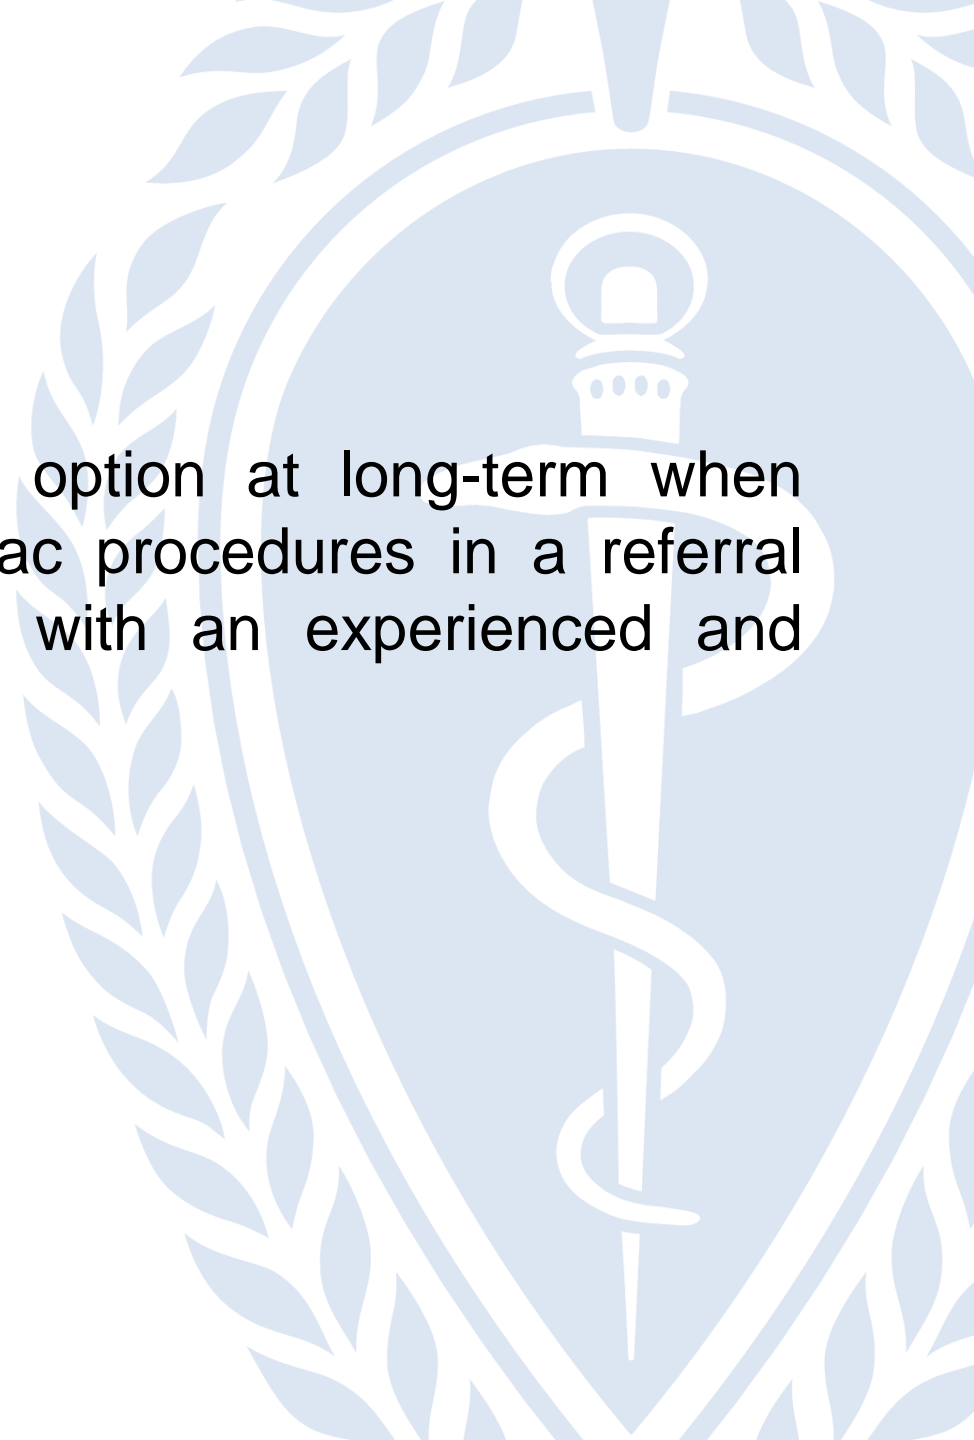 option at long-term when
ac procedures in a referral
with an experienced and